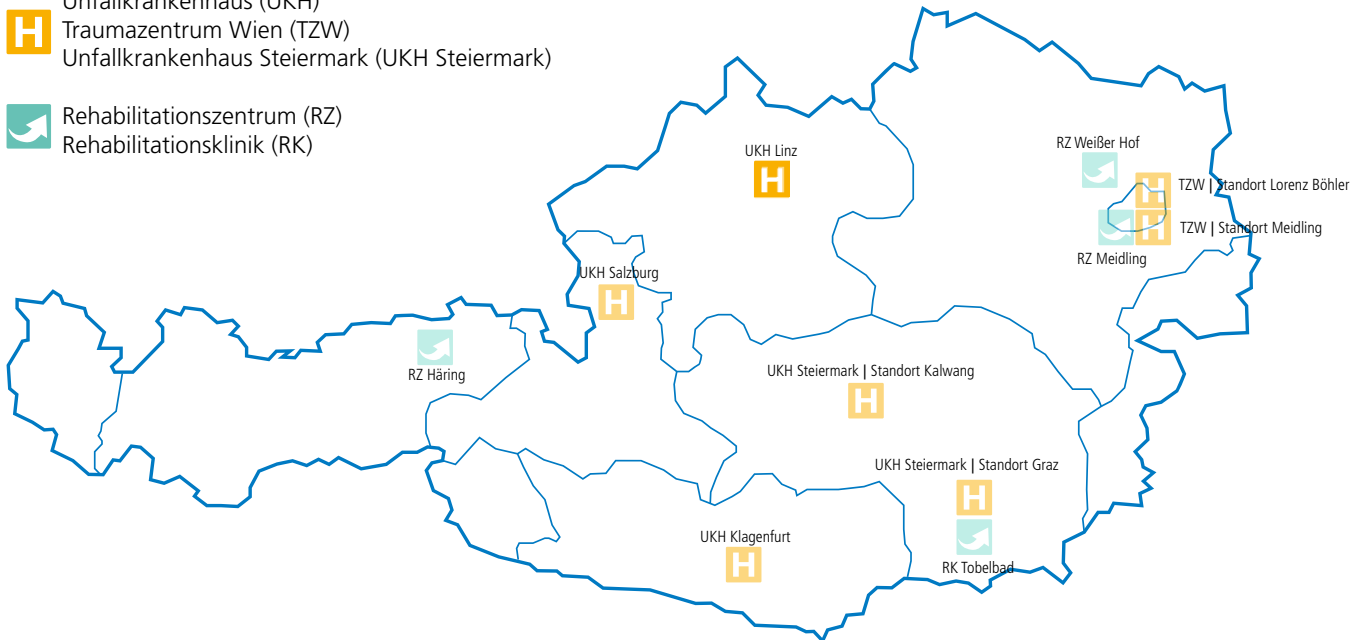 Unfallkrankenhaus (UKH)
H
Traumazentrum Wien (TZW)
Unfallkrankenhaus Steiermark (UKH Steiermark)
Rehabilitationszentrum (RZ)
Rehabilitationsklinik (RK)
UKH Linz
H
RZ Weißer Hof
H
TZW | Standort Lorenz Böhler
H
TZW | Standort Meidling
RZ Meidling
UKH Salzburg
H
RZ Häring
UKH Steiermark | Standort Kalwang
H
UKH Steiermark | Standort Graz
H
RK Tobelbad
UKH Klagenfurt
H